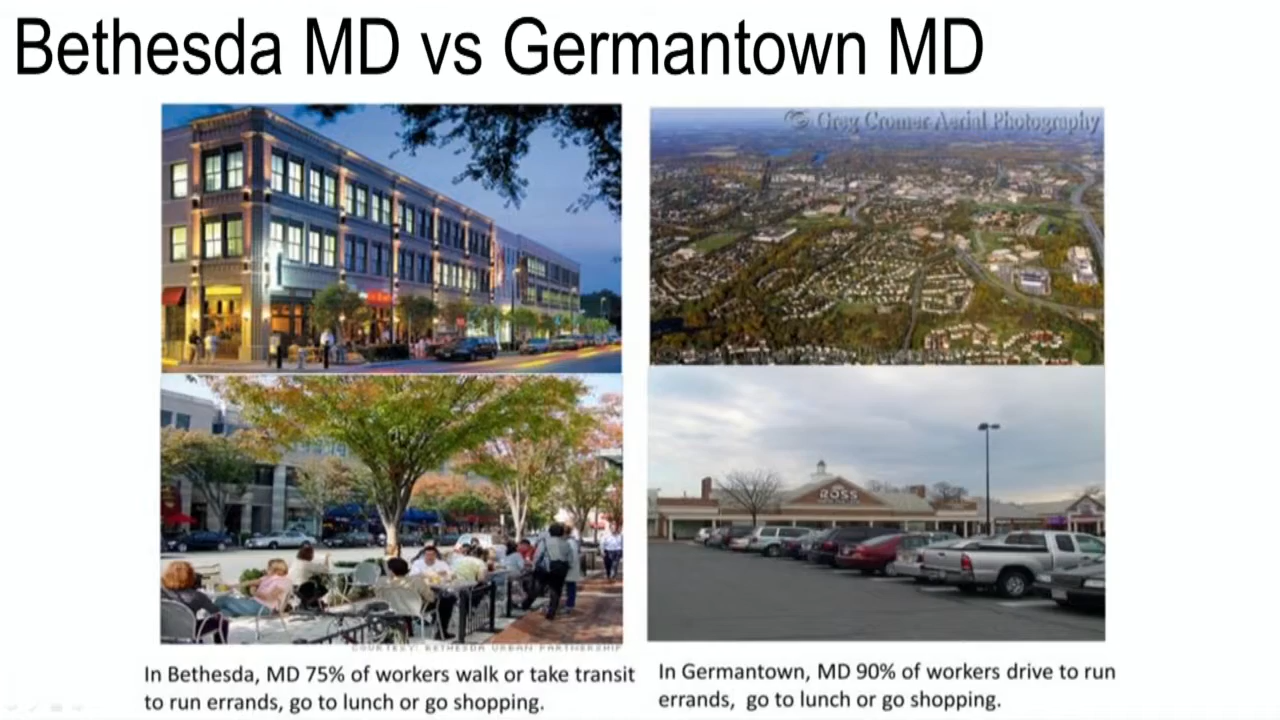 Bethesda MD vs Germantown MD
Greg Cromer Aerial Photography
ROSS
COURTESY: BETHESDA URBAN PARTNERSHIP
In Bethesda, MD 75% of workers walk or take transit
to run errands, go to lunch or go shopping.
In Germantown, MD 90% of workers drive to run
errands, go to lunch or go shopping.